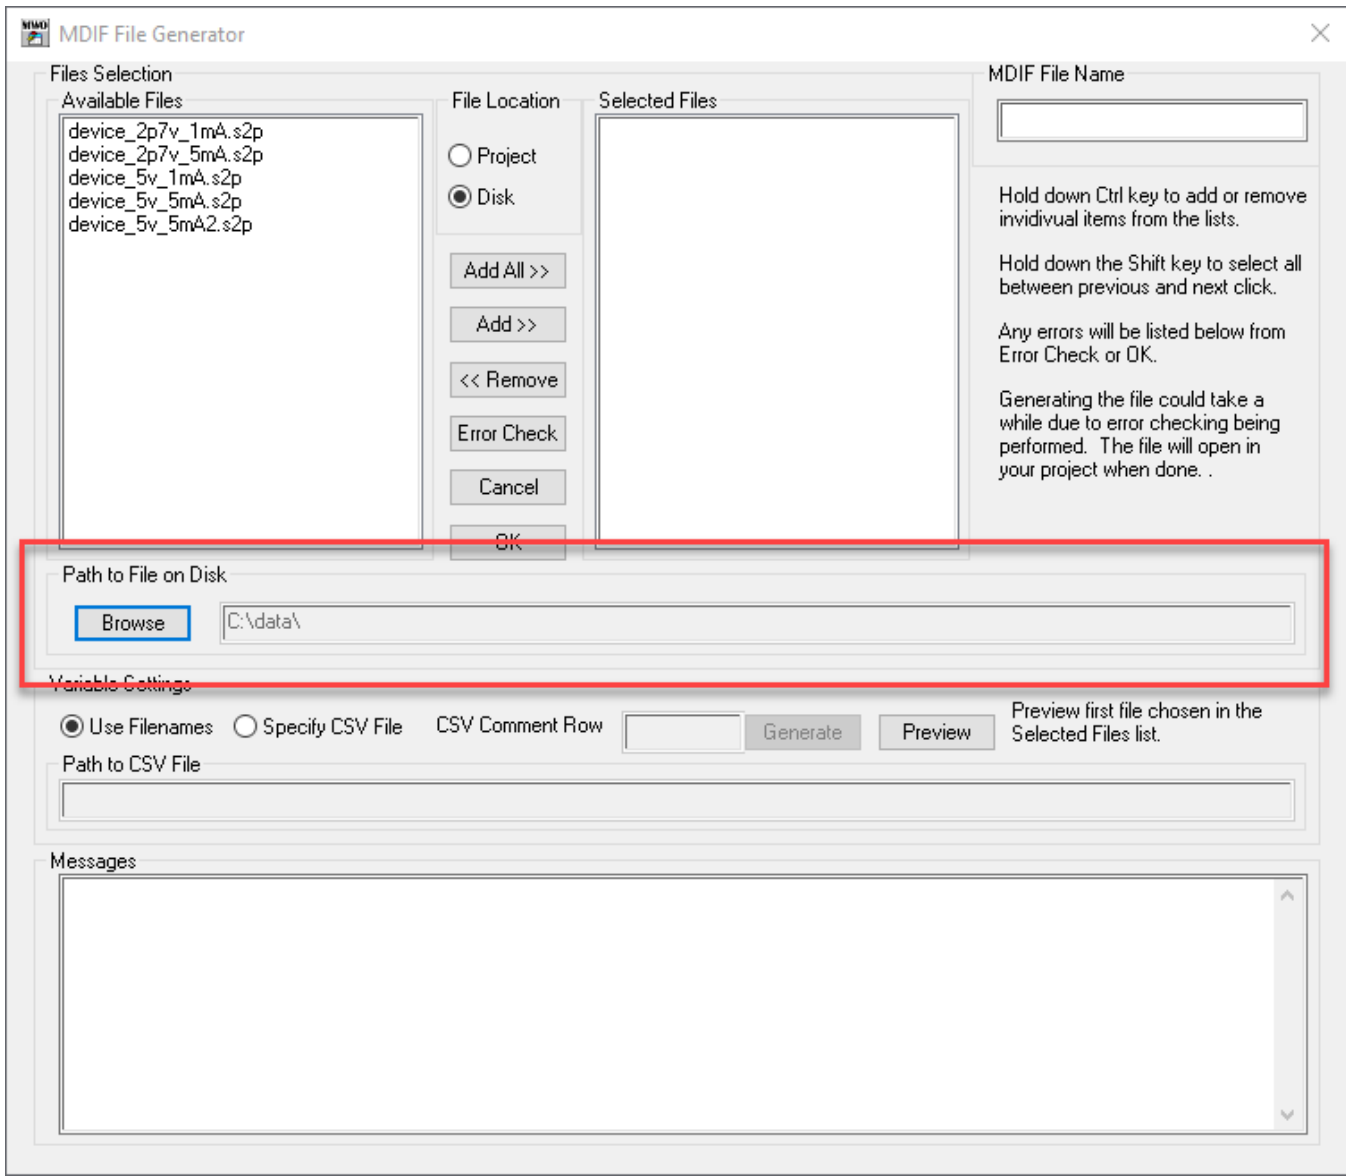 MWO
MDIF File Generator
Files Selection
Available Files
device_2p7v_1mA.s2p
device_2p7v_5mA.s2p
device_5v_1mA.s2p
device_5v_5mA.s2p
device_5v_5mA2.s2p
File Location
Project
Disk
Add All >>
Add >>
<< Remove
Error Check
Cancel
OK
Selected Files
MDIF File Name
Hold down Ctrl key to add or remove
invidivual items from the lists.
Hold down the Shift key to select all
between previous and next click.
Any errors will be listed below from
Error Check or OK.
Generating the file could take a
while due to error checking being
performed.  The file will open in
your project when done. .
Path to File on Disk
Browse
C:\data\
Variable Settings
Use Filenames
Specify CSV File
CSV Comment Row
Generate
Preview
Preview first file chosen in the
Selected Files list.
Path to CSV File
Messages